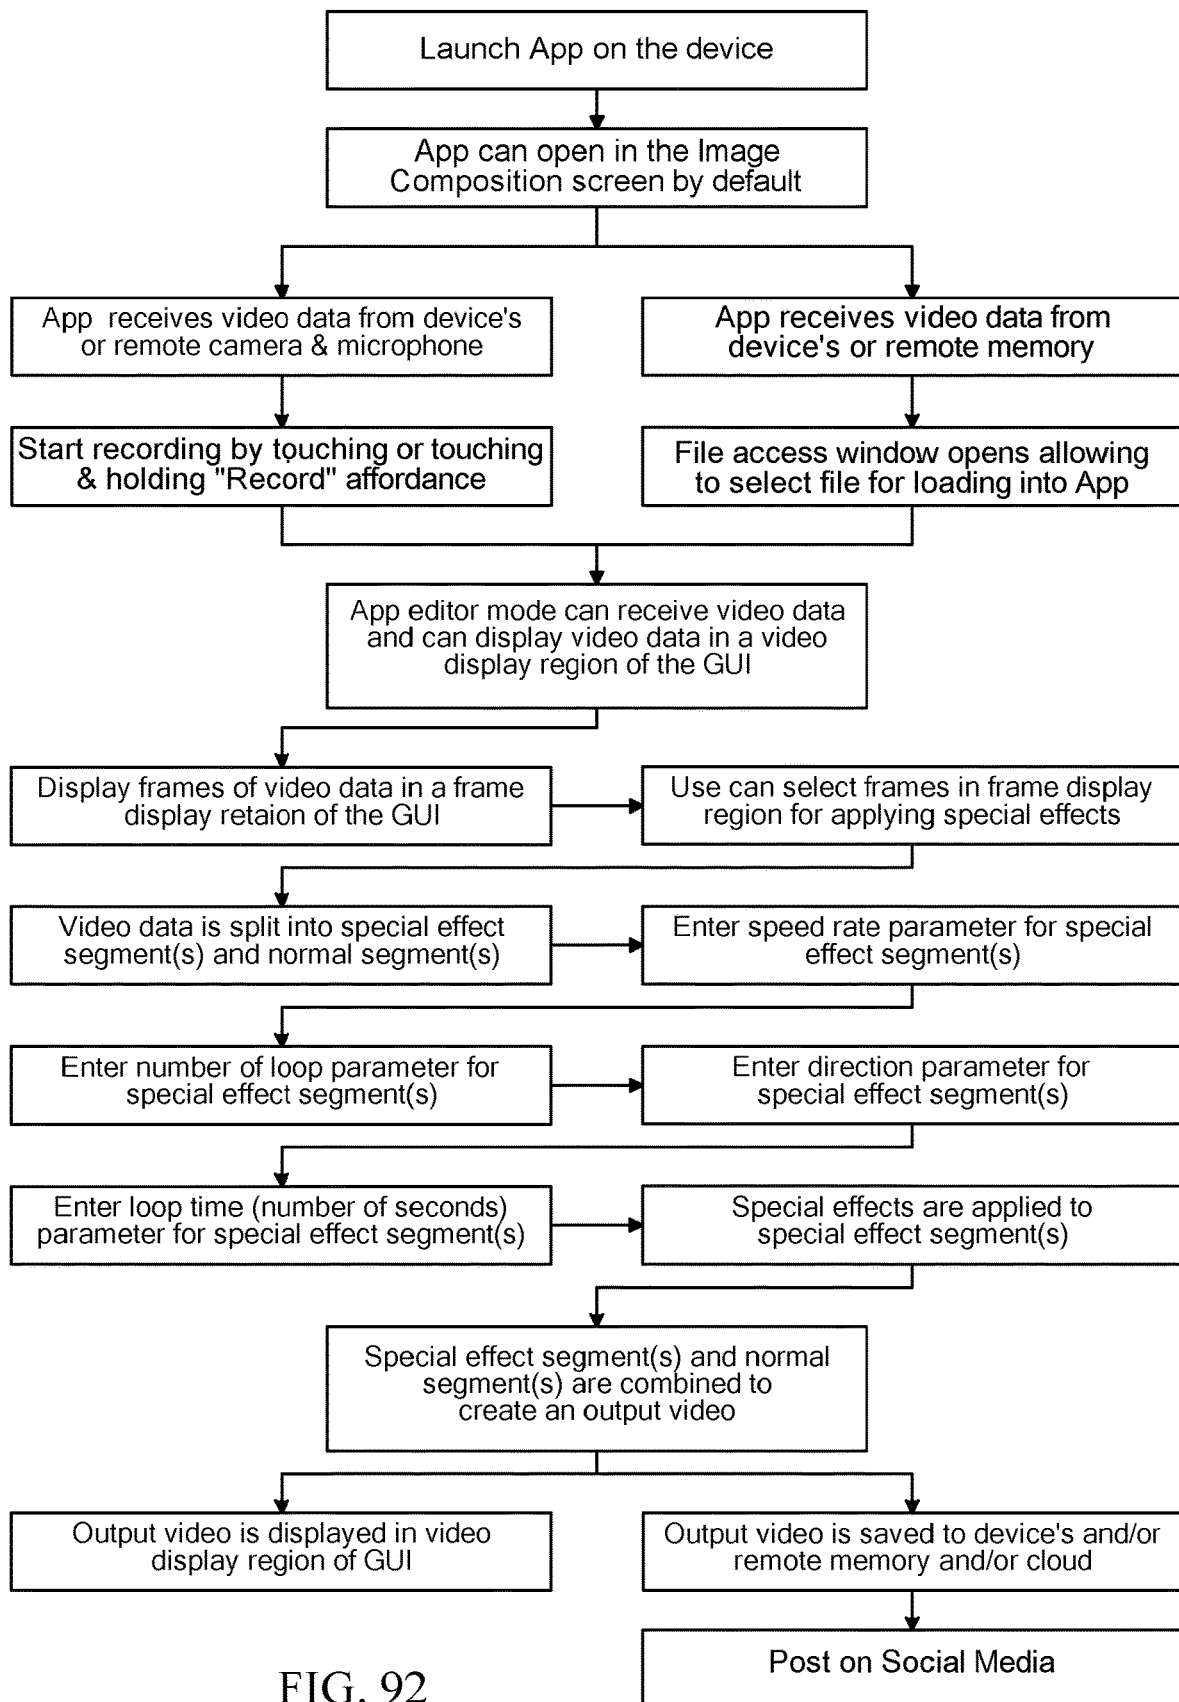 Launch App on the device
App can open in the Image
Composition screen by default
App receives video data from device's
or remote camera & microphone
App receives video data from
device's or remote memory
Start recording by touching or touching
& holding "Record" affordance
File access window opens allowing
to select file for loading into App
App editor mode can receive video data
and can display video data in a video
display region of the GUI
Display frames of video data in a frame
display retaion of the GUI
Use can select frames in frame display
region for applying special effects
Video data is split into special effect
segment(s) and normal segment(s)
Enter speed rate parameter for special
effect segment(s)
Enter number of loop parameter for
special effect segment(s)
Enter direction parameter for
special effect segment(s)
Enter loop time (number of seconds)
parameter for special effect segment(s)
Special effects are applied to
special effect segment(s)
Special effect segment(s) and normal
segment(s) are combined to
create an output video
Output video is displayed in video
display region of GUI
Output video is saved to device's and/or
remote memory and/or cloud
Post on Social Media
FIG. 92